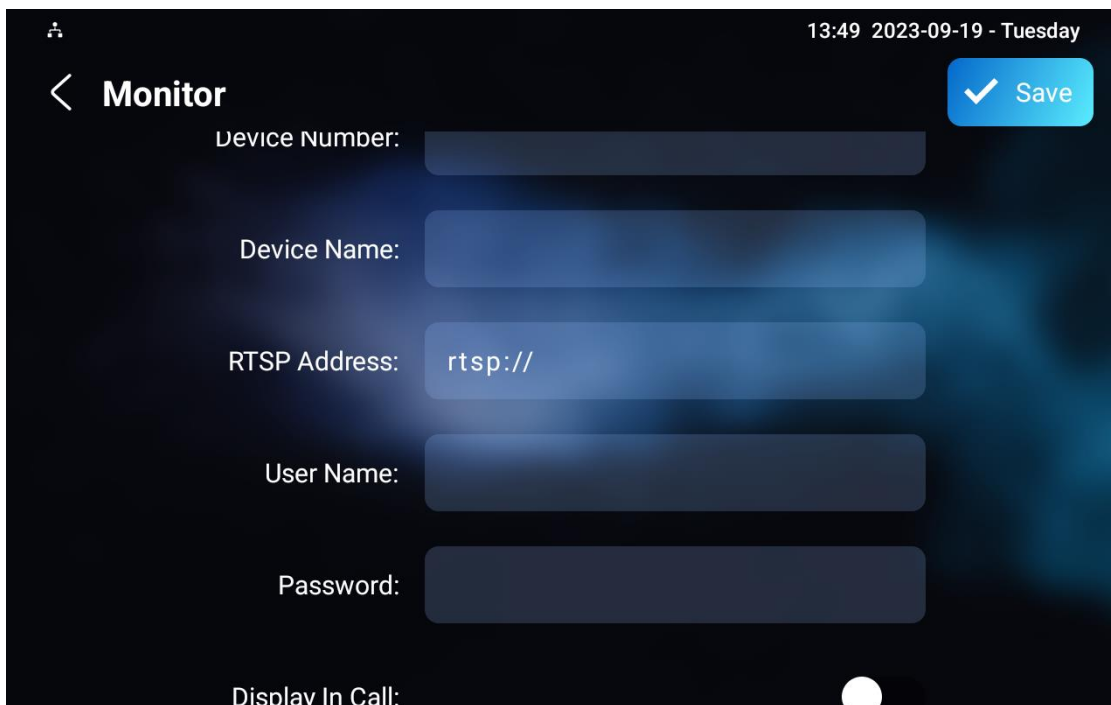 13:49 2023-09-19 - Tuesday
Monitor
Save
Device Number:
Device Name:
RTSP Address: rtsp://
User Name:
Password:
Display In Call: